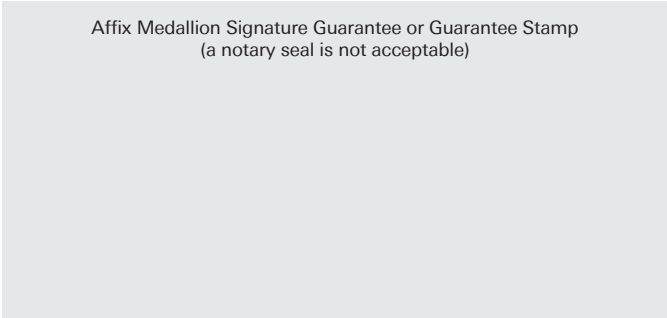 Affix Medallion Signature Guarantee or Guarantee Stamp
(a notary seal is not acceptable)